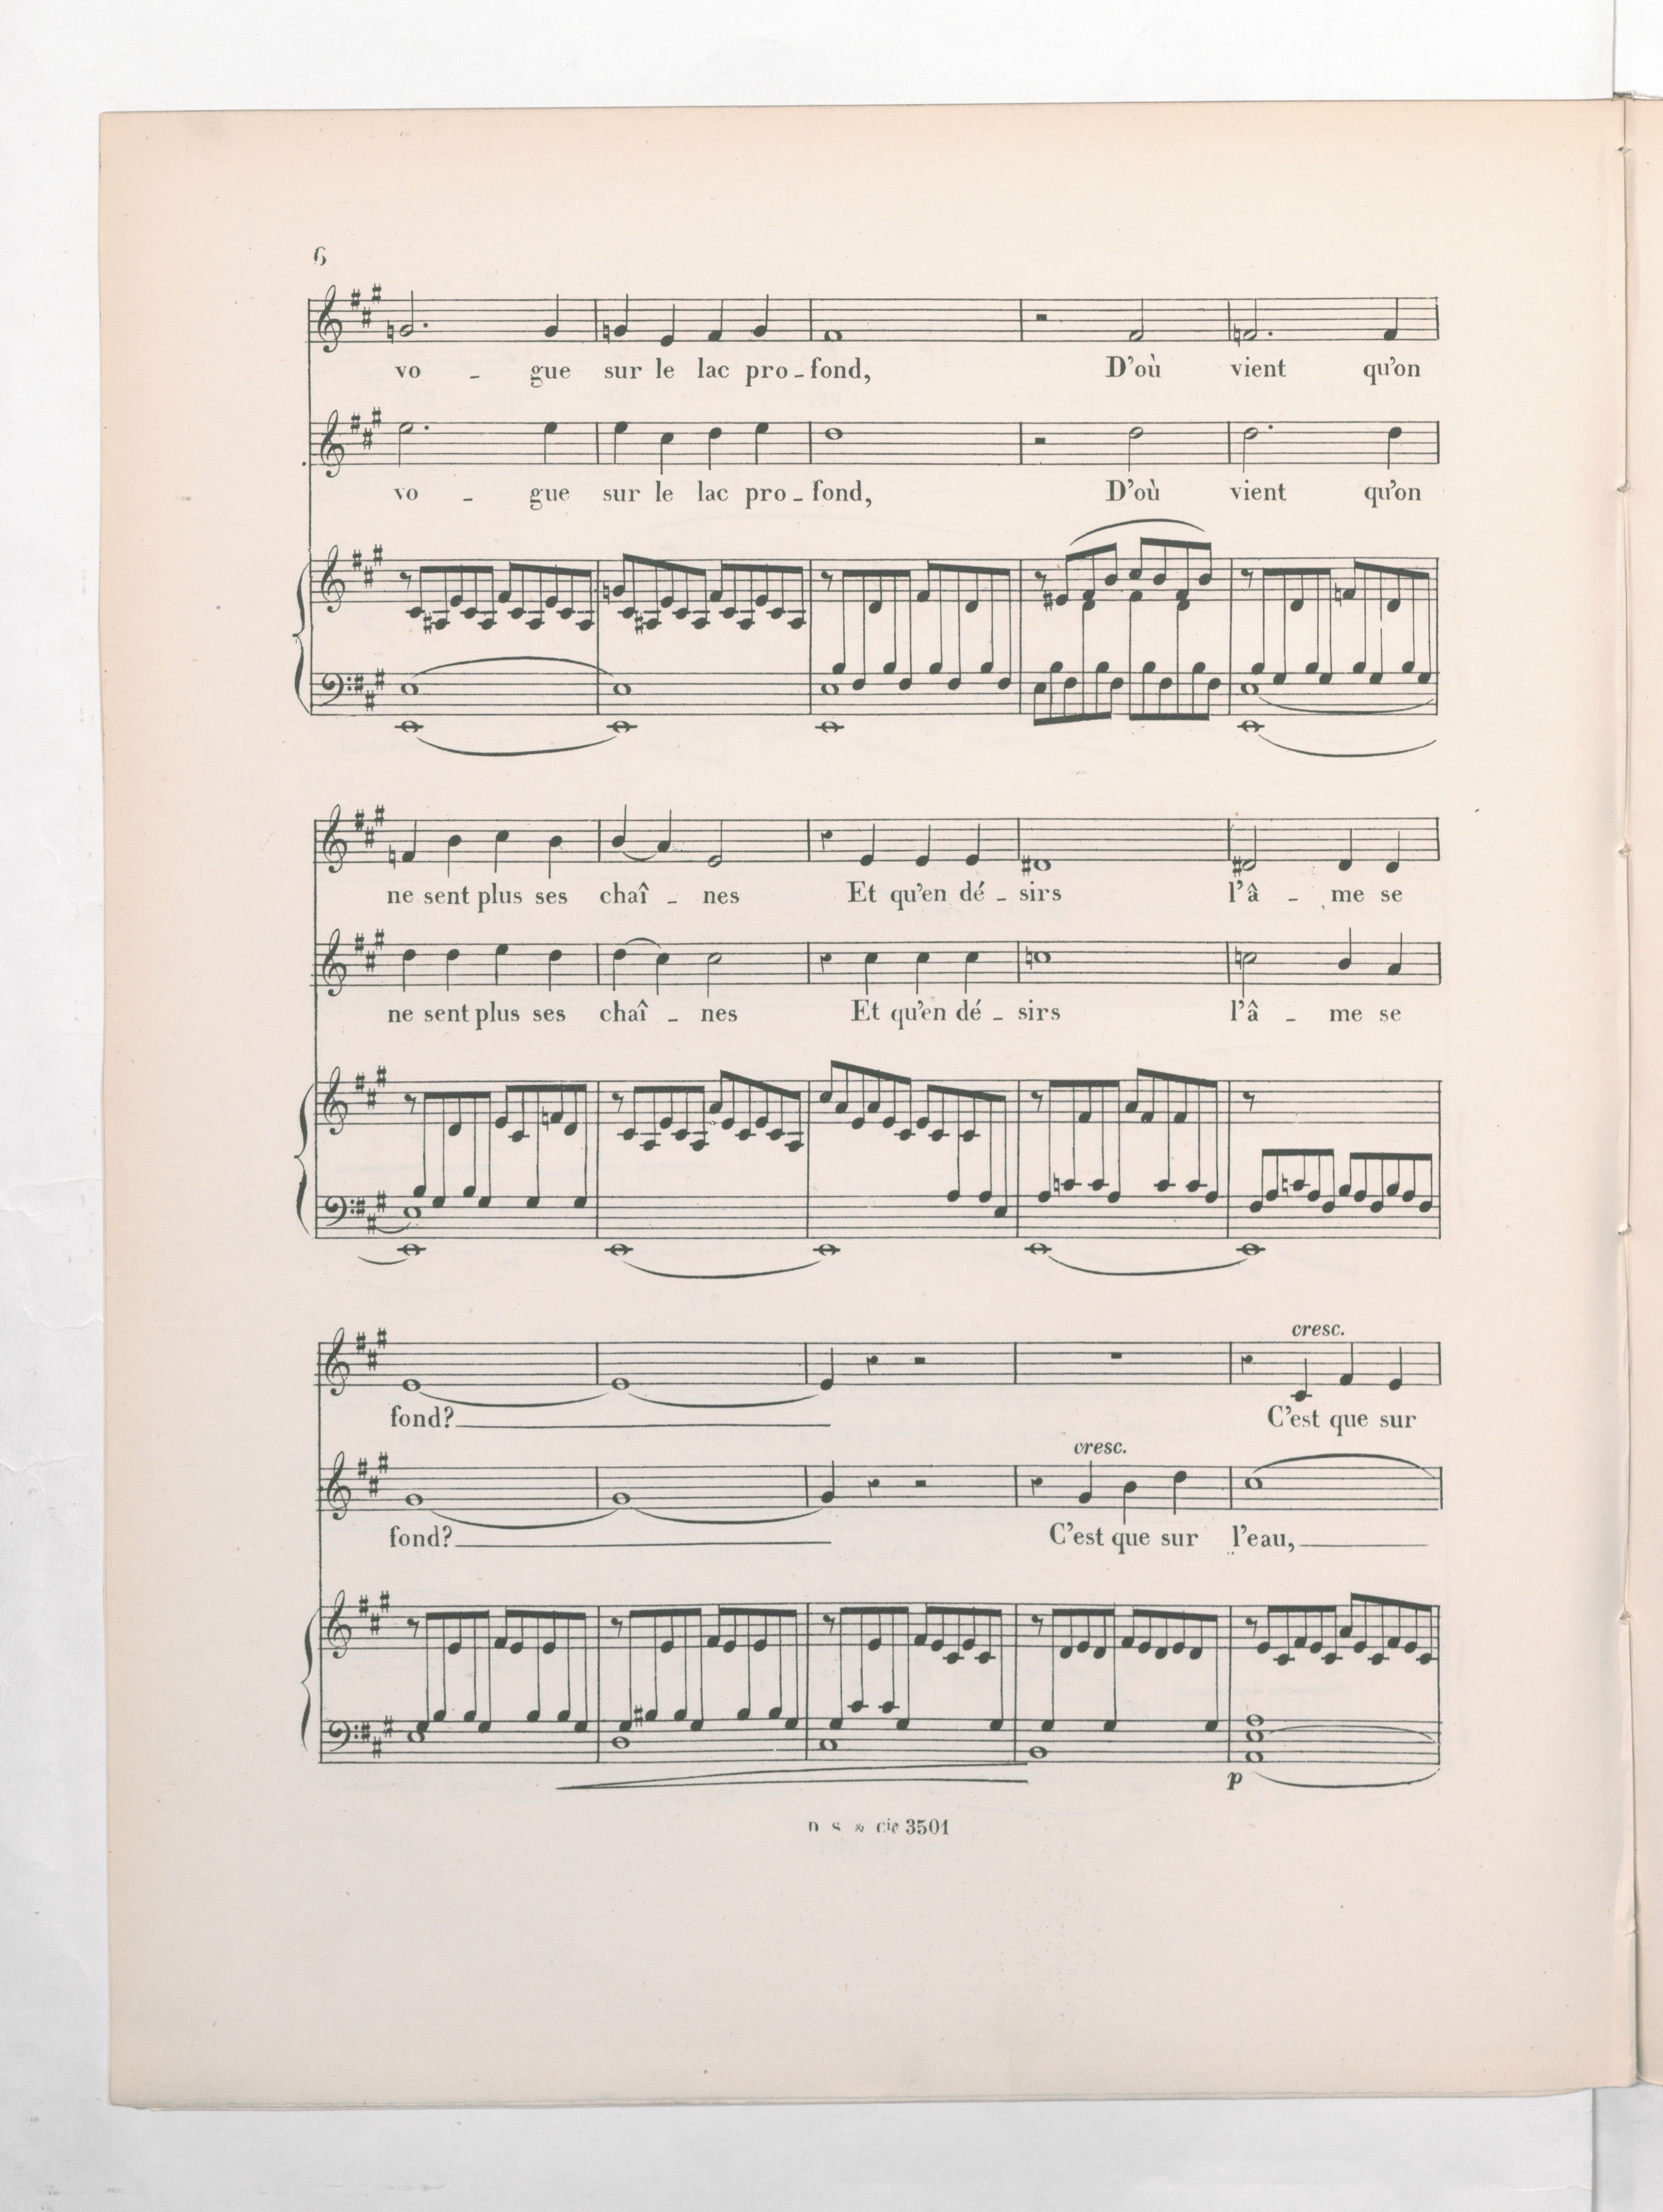 6
vo - gue sur le lac pro - fond, D'où vient qu'on
vo - gue sur le lac pro - fond, D'où vient qu'on
ne sent plus ses chaî - nes Et qu'en dé - sirs l'â - me se
ne sent plus ses chaî - nes Et qu'en dé - sirs l'â - me se
cresc.
fond? C'est que sur
cresc.
fond? C'est que sur l'eau,
p
D. S. & Cie 3501